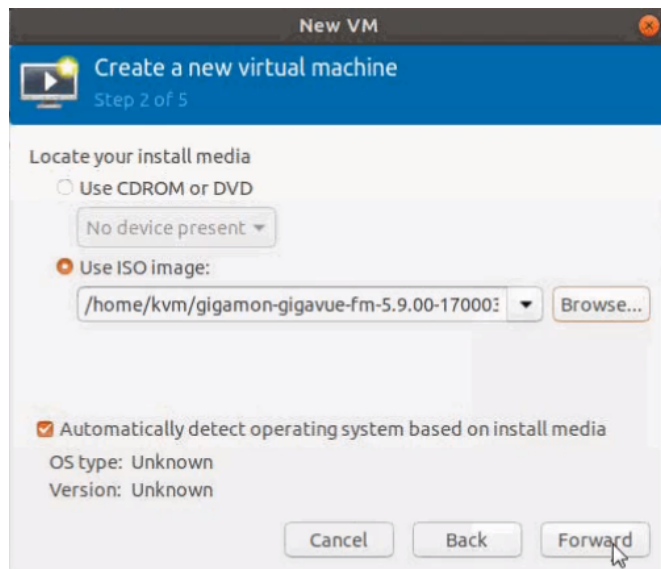 New VM
Create a new virtual machine
Step 2 of 5
Locate your install media
Use CDROM or DVD
No device present
Use ISO image:
/home/kvm/gigamon-gigavue-fm-5.9.00-170003 Browse...
Automatically detect operating system based on install media
OS type: Unknown
Version: Unknown
Cancel Back Forward